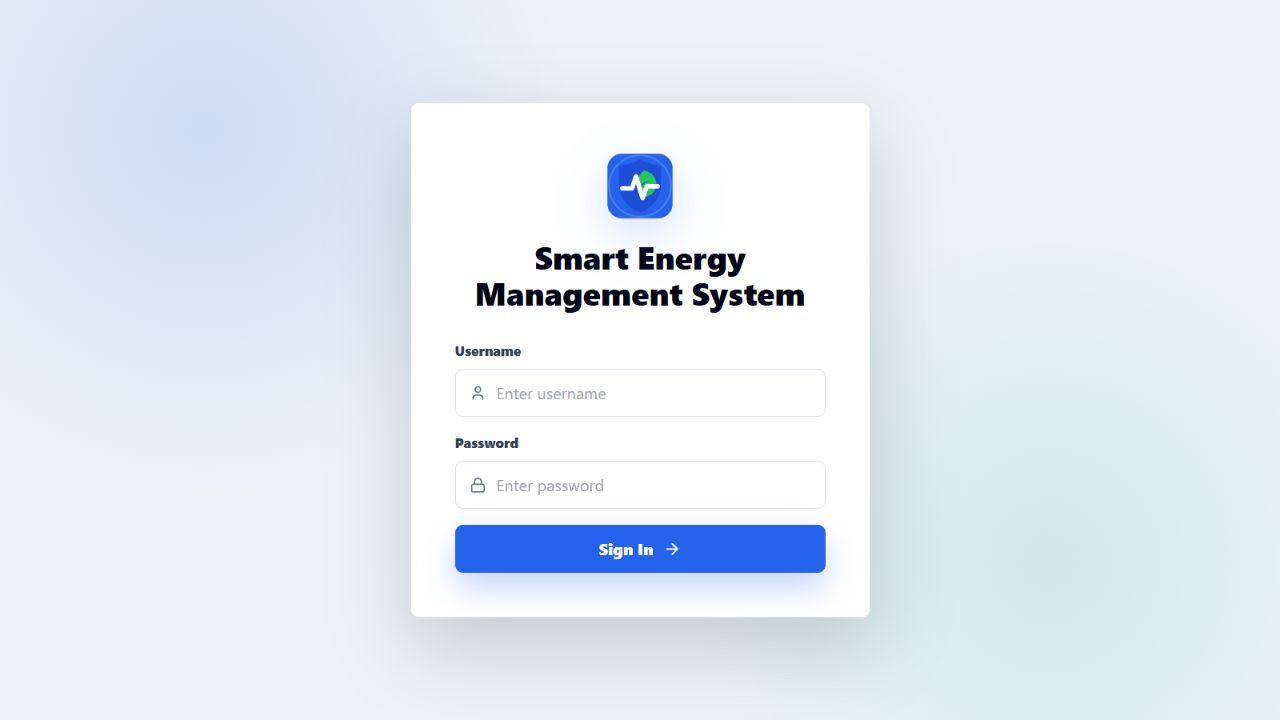 Smart Energy
Management System
Username
Enter username
Password
Enter password
Sign In